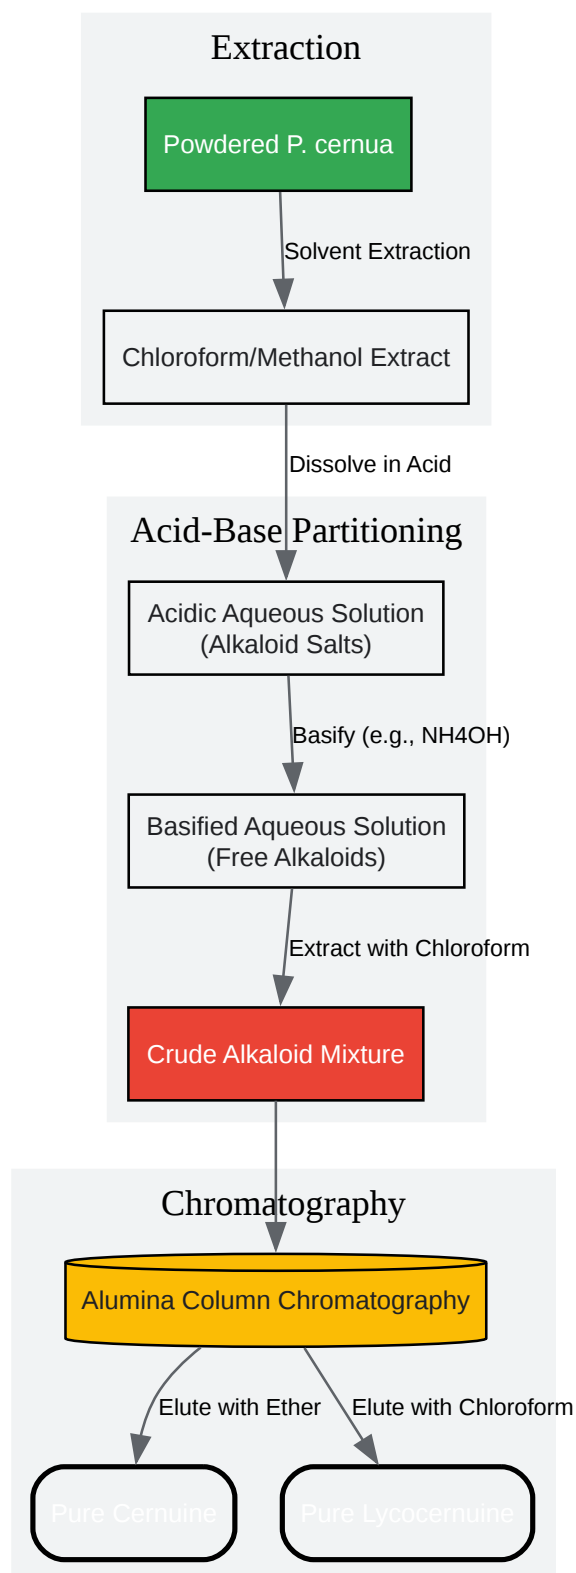 Extraction
Powdered P. cernua
Solvent Extraction
Chloroform/Methanol Extract
Dissolve in Acid
Acid-Base Partitioning
Acidic Aqueous Solution
(Alkaloid Salts)
Basify (e.g., NH4OH)
Basified Aqueous Solution
(Free Alkaloids)
Extract with Chloroform
Crude Alkaloid Mixture
Chromatography
Alumina Column Chromatography
Elute with Ether
Elute with Chloroform
Pure Cernuine
Pure Lycocernuine